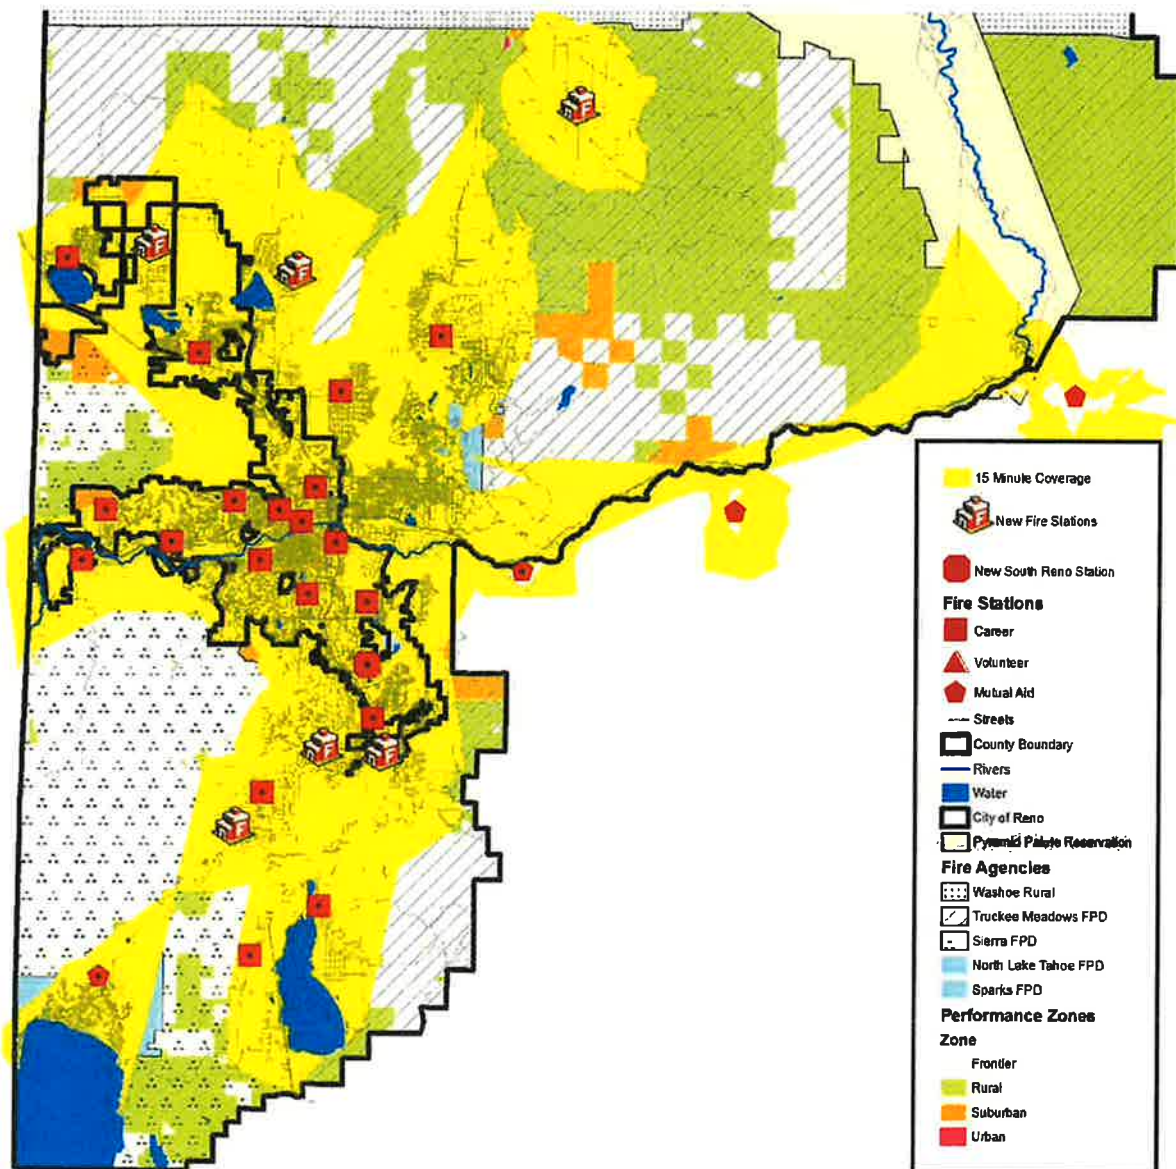 15 Minute Coverage
New Fire Stations
New South Reno Station
Fire Stations
Career
Volunteer
Mutual Aid
Streets
County Boundary
Rivers
Water
City of Reno
Pyramid Paiute Reservation
Fire Agencies
Washoe Rural
Truckee Meadows FPD
Sierra FPD
North Lake Tahoe FPD
Sparks FPD
Performance Zones
Zone
Frontier
Rural
Suburban
Urban